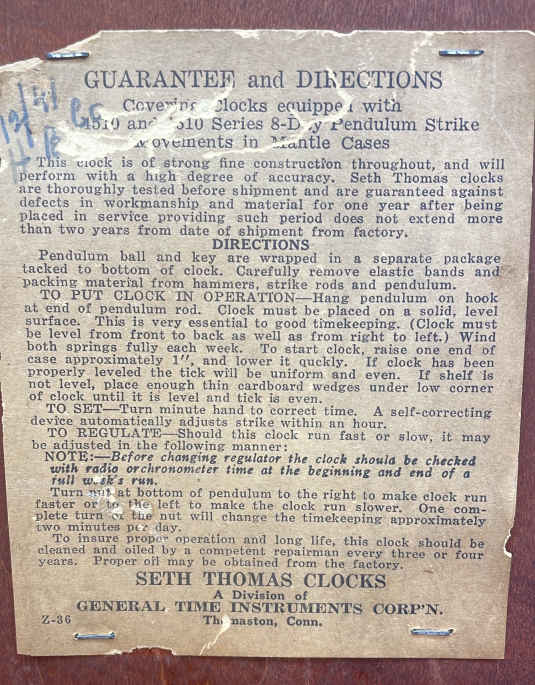 GUARANTEE and DIRECTIONS
Covering Clocks equipped with
4510 and 4610 Series 8-Day Pendulum Strike
Movements in Mantle Cases
12/51
This clock is of strong fine construction throughout, and will
perform with a high degree of accuracy. Seth Thomas clocks
are thoroughly tested before shipment and are guaranteed against
defects in workmanship and material for one year after being
placed in service providing such period does not extend more
than two years from date of shipment from factory.
DIRECTIONS
Pendulum ball and key are wrapped in a separate package
tacked to bottom of clock. Carefully remove elastic bands and
packing material from hammers, strike rods and pendulum.
TO PUT CLOCK IN OPERATION—Hang pendulum on hook
at end of pendulum rod. Clock must be placed on a solid, level
surface. This is very essential to good timekeeping. (Clock must
be level from front to back as well as from right to left.) Wind
both springs fully each week. To start clock, raise one end of
case approximately 1", and lower it quckly. If clock has been
properly leveled the tick will be uniform and even. If shelf is
not level, place enough thin cardboard wedges under low corner
of clock until it is level and tick is even.
TO SET—Turn minute hand to correct time. A self-correcting
device automatically adjusts strike within an hour.
TO REGULATE—Should this clock run fast or slow, it may
be adjusted in the following manner:
NOTE:—Before changing regulator the clock should be checked
with radio or chronometer time at the beginning and end of a
full week's run.
Turn nut at bottom of pendulum to the right to make clock run
faster or to the left to make the clock run slower. One com-
plete turn of the nut will change the timekeeping approximately
two minutes per day.
To insure proper operation and long life, this clock should be
cleaned and oiled by a competent repairman every three or four
years. Proper oil may be obtained from the factory.
SETH THOMAS CLOCKS
A Division of
GENERAL TIME INSTRUMENTS CORP'N.
Z-36 Thomaston, Conn.